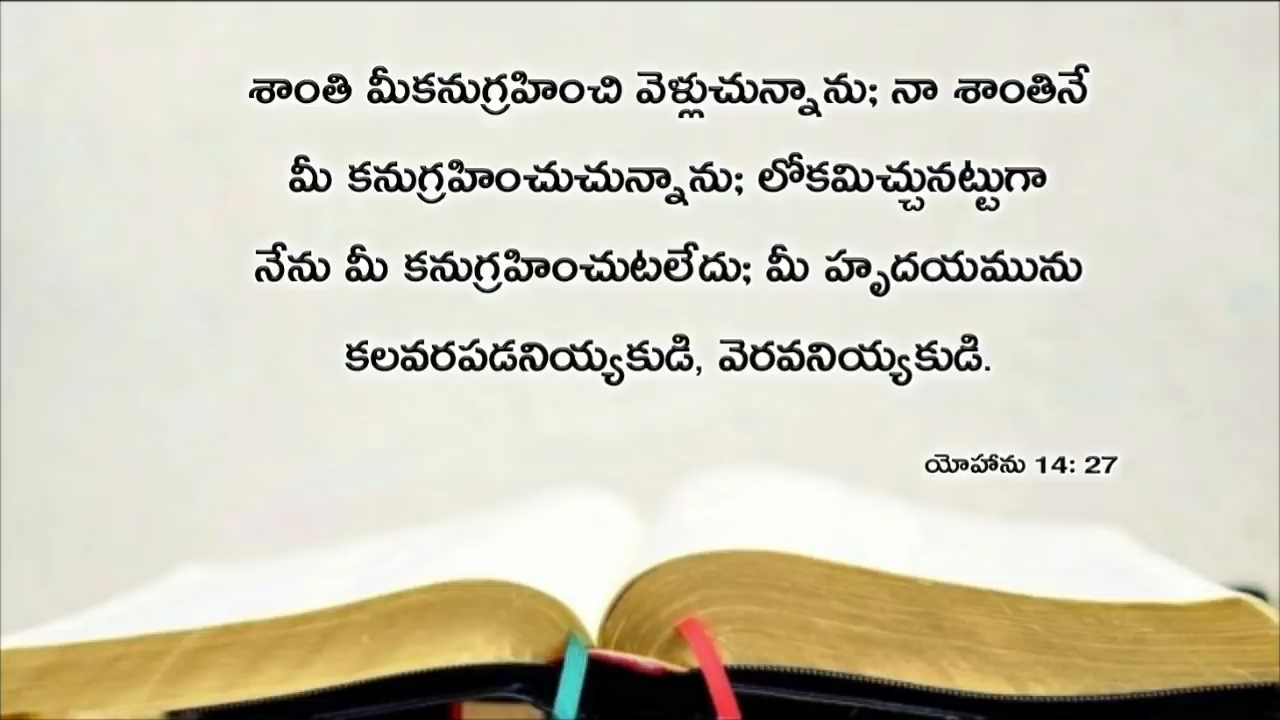 శాంతి మీకనుగ్రహించి వెళ్లుచున్నాను; నా శాంతినే
మీ కనుగ్రహించుచున్నాను; లోకమిచ్చునట్టుగా
నేను మీ కనుగ్రహించుటలేదు; మీ హృదయమును
కలవరపడనియ్యకుడి, వెరవనియ్యకుడి.
యోహాను 14: 27